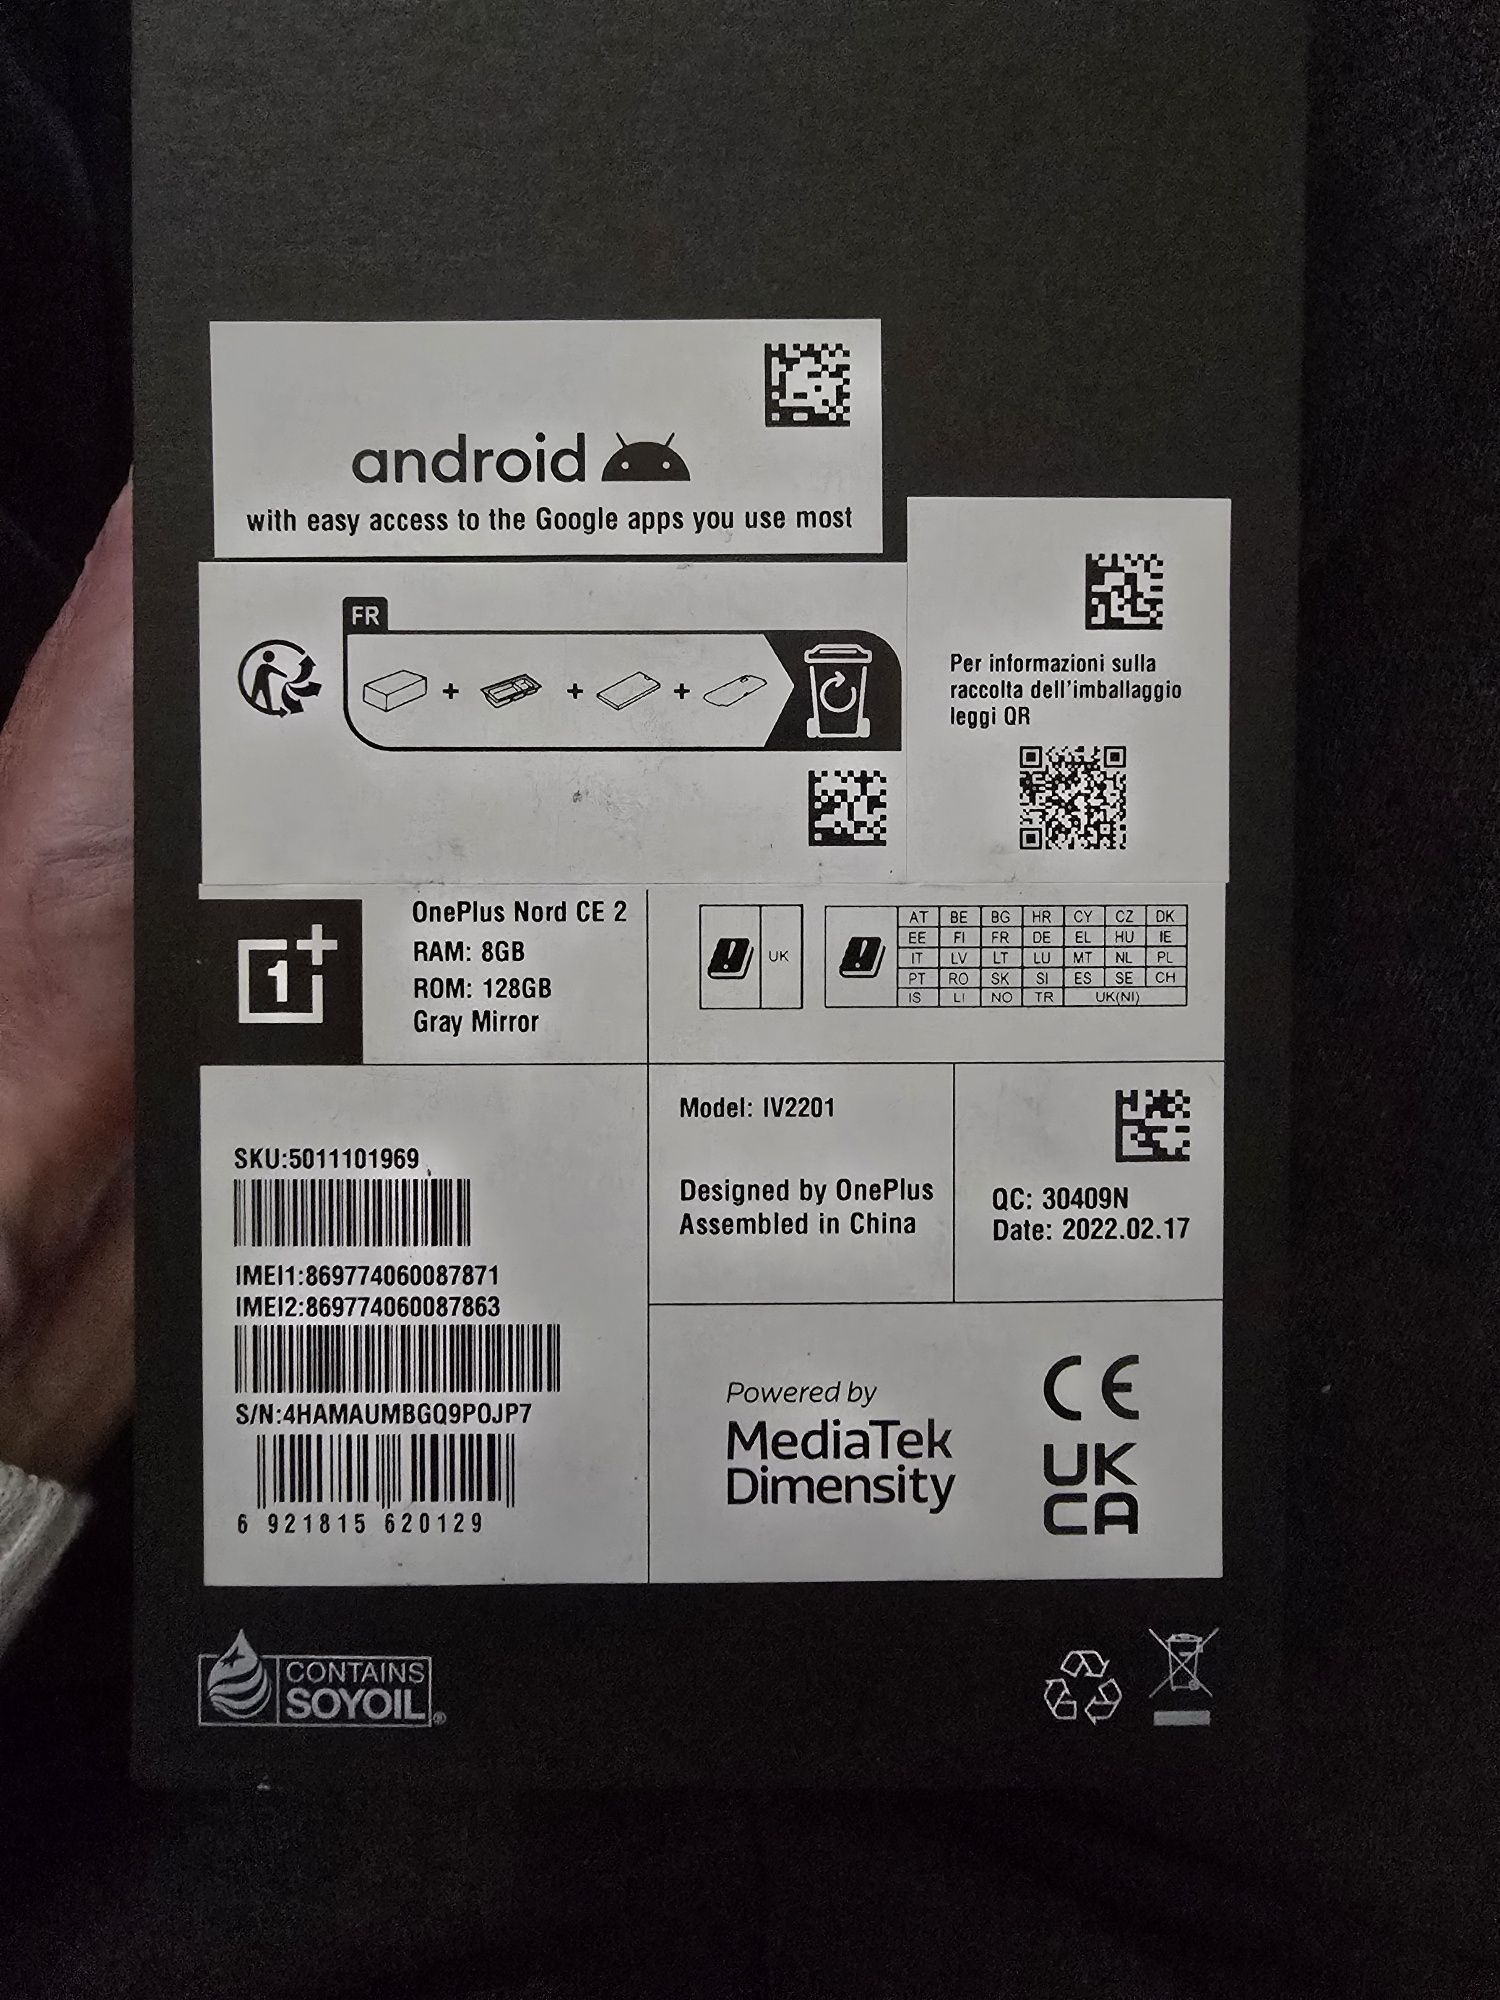 android
with easy access to the Google apps you use most
FR
Per informazioni sulla
raccolta dell'imballaggio
leggi QR
1+
OnePlus Nord CE 2
RAM: 8GB
ROM: 128GB
Gray Mirror
UK
AT BE BG HR CY CZ DK
EE FI FR DE EL HU IE
IT LV LT LU MT NL PL
PT RO SK SI ES SE CH
IS LI NO TR UK(NI)
SKU:5011101969
IMEI1:869774060087871
IMEI2:869774060087863
S/N:4HAMAUMBGQ9POJP7
6 921815 620129
Model: IV2201
Designed by OnePlus
Assembled in China
QC: 30409N
Date: 2022.02.17
Powered by
MediaTek
Dimensity
CE
UK
CA
CONTAINS
SOYOIL®